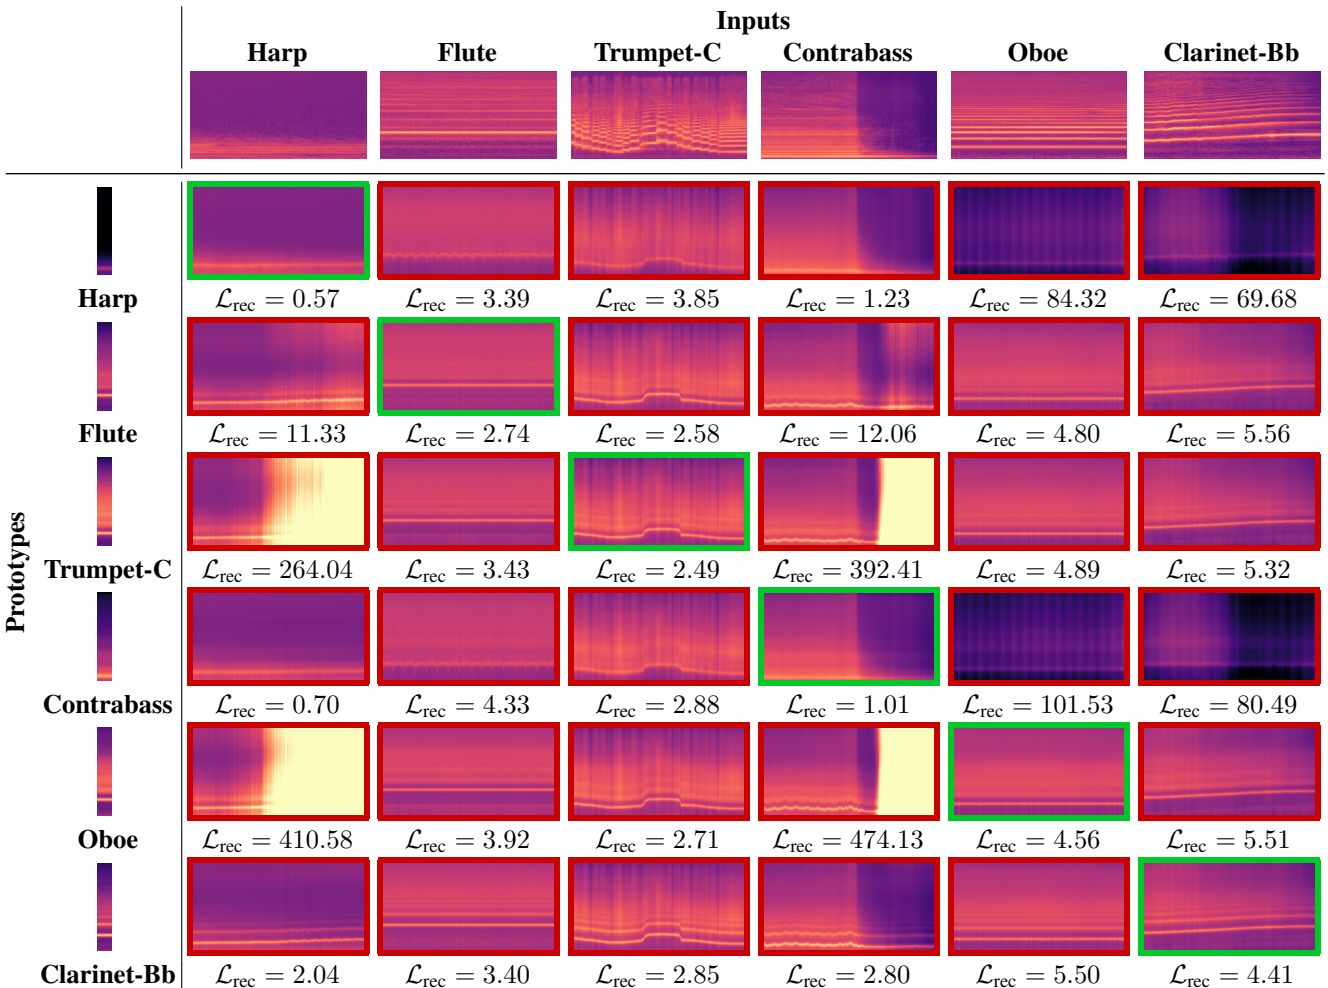 Inputs
Harp Flute Trumpet-C Contrabass Oboe Clarinet-Bb
Prototypes
Harp
ℒrec = 0.57 ℒrec = 3.39 ℒrec = 3.85 ℒrec = 1.23 ℒrec = 84.32 ℒrec = 69.68
Flute
ℒrec = 11.33 ℒrec = 2.74 ℒrec = 2.58 ℒrec = 12.06 ℒrec = 4.80 ℒrec = 5.56
Trumpet-C
ℒrec = 264.04 ℒrec = 3.43 ℒrec = 2.49 ℒrec = 392.41 ℒrec = 4.89 ℒrec = 5.32
Contrabass
ℒrec = 0.70 ℒrec = 4.33 ℒrec = 2.88 ℒrec = 1.01 ℒrec = 101.53 ℒrec = 80.49
Oboe
ℒrec = 410.58 ℒrec = 3.92 ℒrec = 2.71 ℒrec = 474.13 ℒrec = 4.56 ℒrec = 5.51
Clarinet-Bb
ℒrec = 2.04 ℒrec = 3.40 ℒrec = 2.85 ℒrec = 2.80 ℒrec = 5.50 ℒrec = 4.41